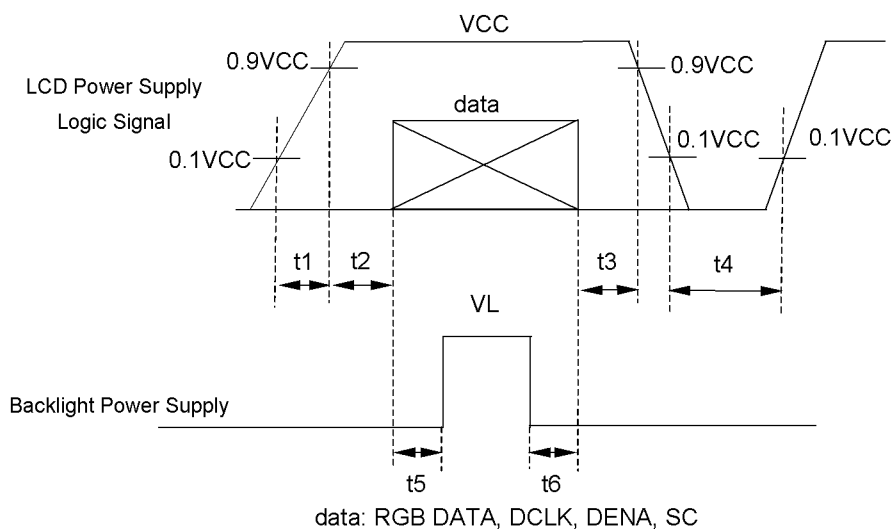 VCC
0.9VCC
0.9VCC
LCD Power Supply
Logic Signal
data
0.1VCC
0.1VCC
0.1VCC
t1
t2
t3
t4
VL
Backlight Power Supply
t5
t6
data: RGB DATA, DCLK, DENA, SC